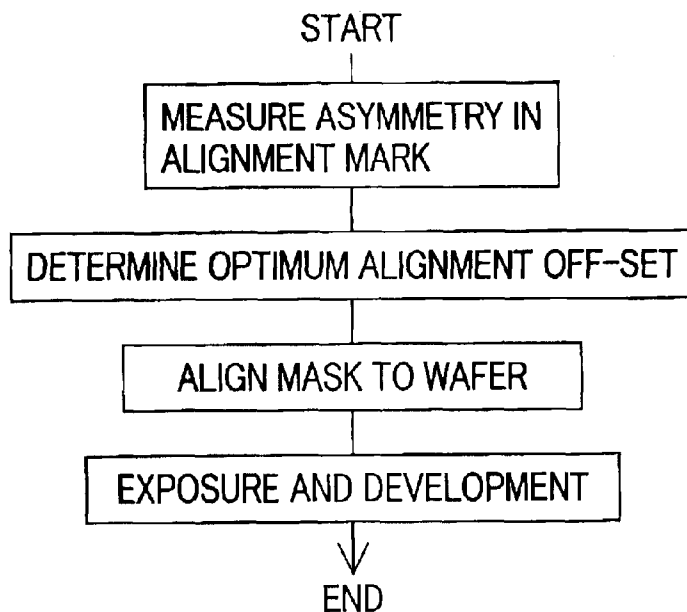 START
MEASURE ASYMMETRY IN
ALIGNMENT MARK
DETERMINE OPTIMUM ALIGNMENT OFF-SET
ALIGN MASK TO WAFER
EXPOSURE AND DEVELOPMENT
END